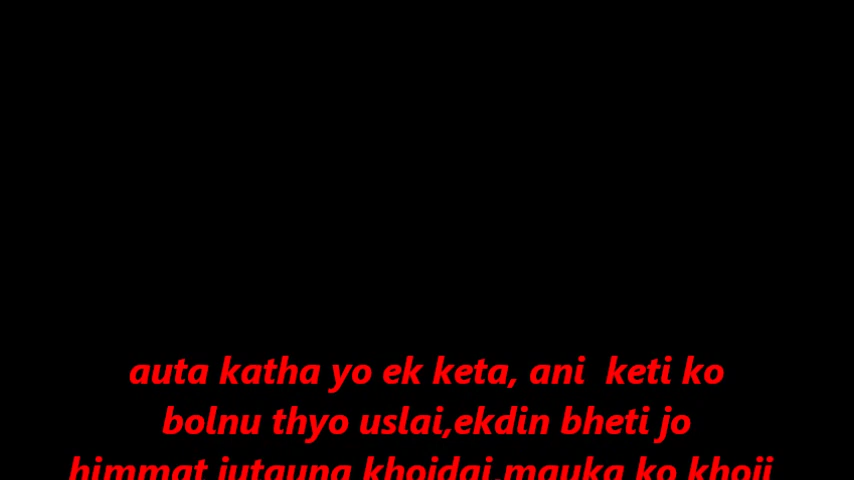 auta katha yo ek keta, ani  keti ko
bolnu thyo uslai,ekdin bheti jo
himmat jutauna khojdai,mauka ko khoji